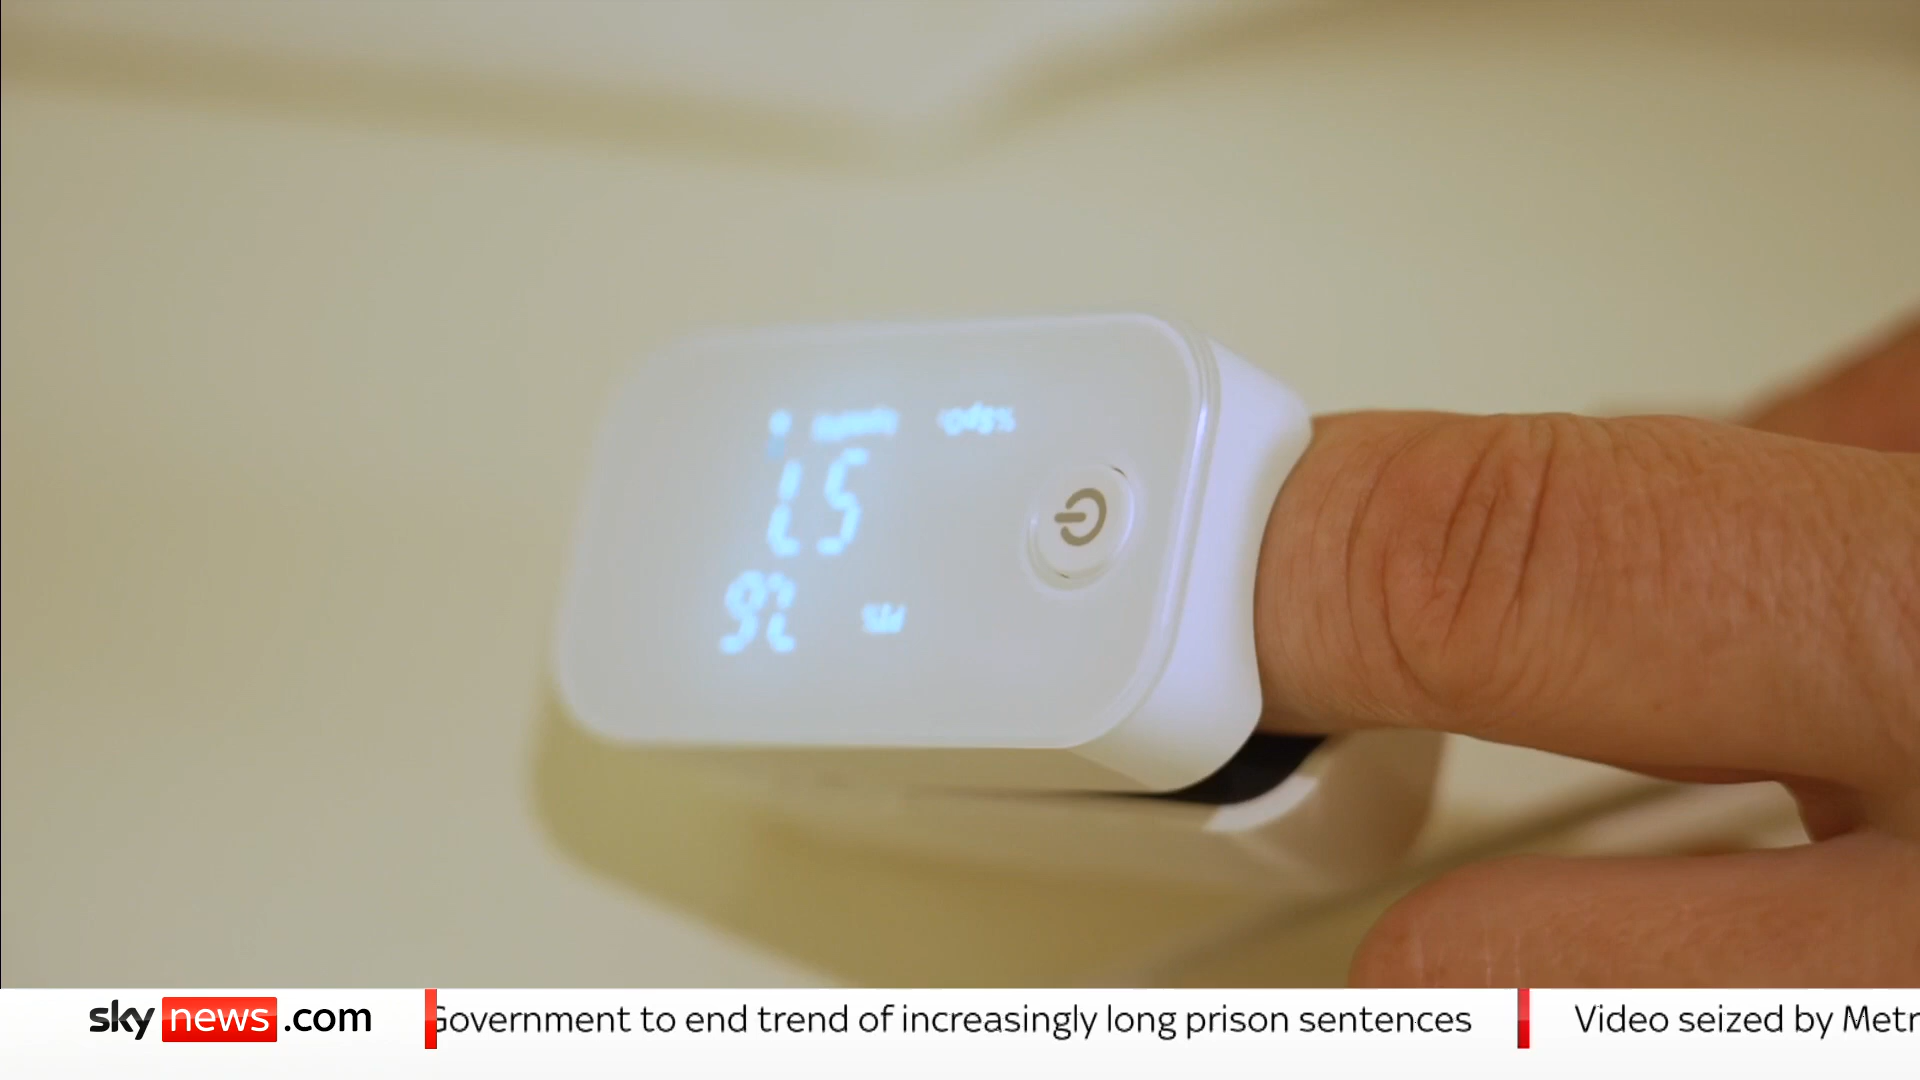 sky news .com
Government to end trend of increasingly long prison sentences
Video seized by Metr